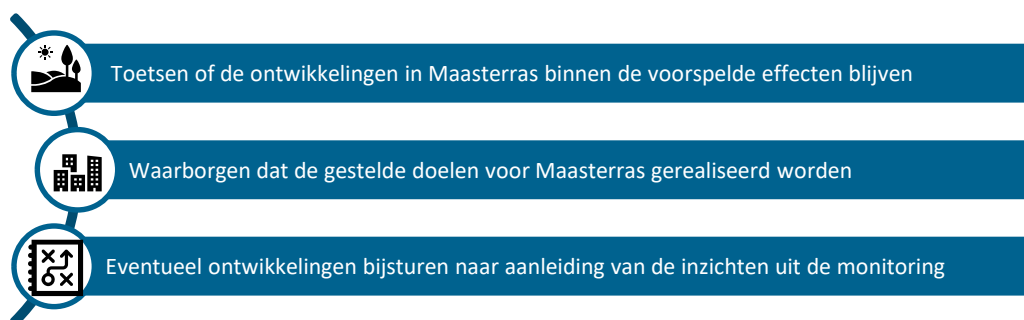 Toetsen of de ontwikkelingen in Maasterras binnen de voorspelde effecten blijven
Waarborgen dat de gestelde doelen voor Maasterras gerealiseerd worden
Eventueel ontwikkelingen bijsturen naar aanleiding van de inzichten uit de monitoring